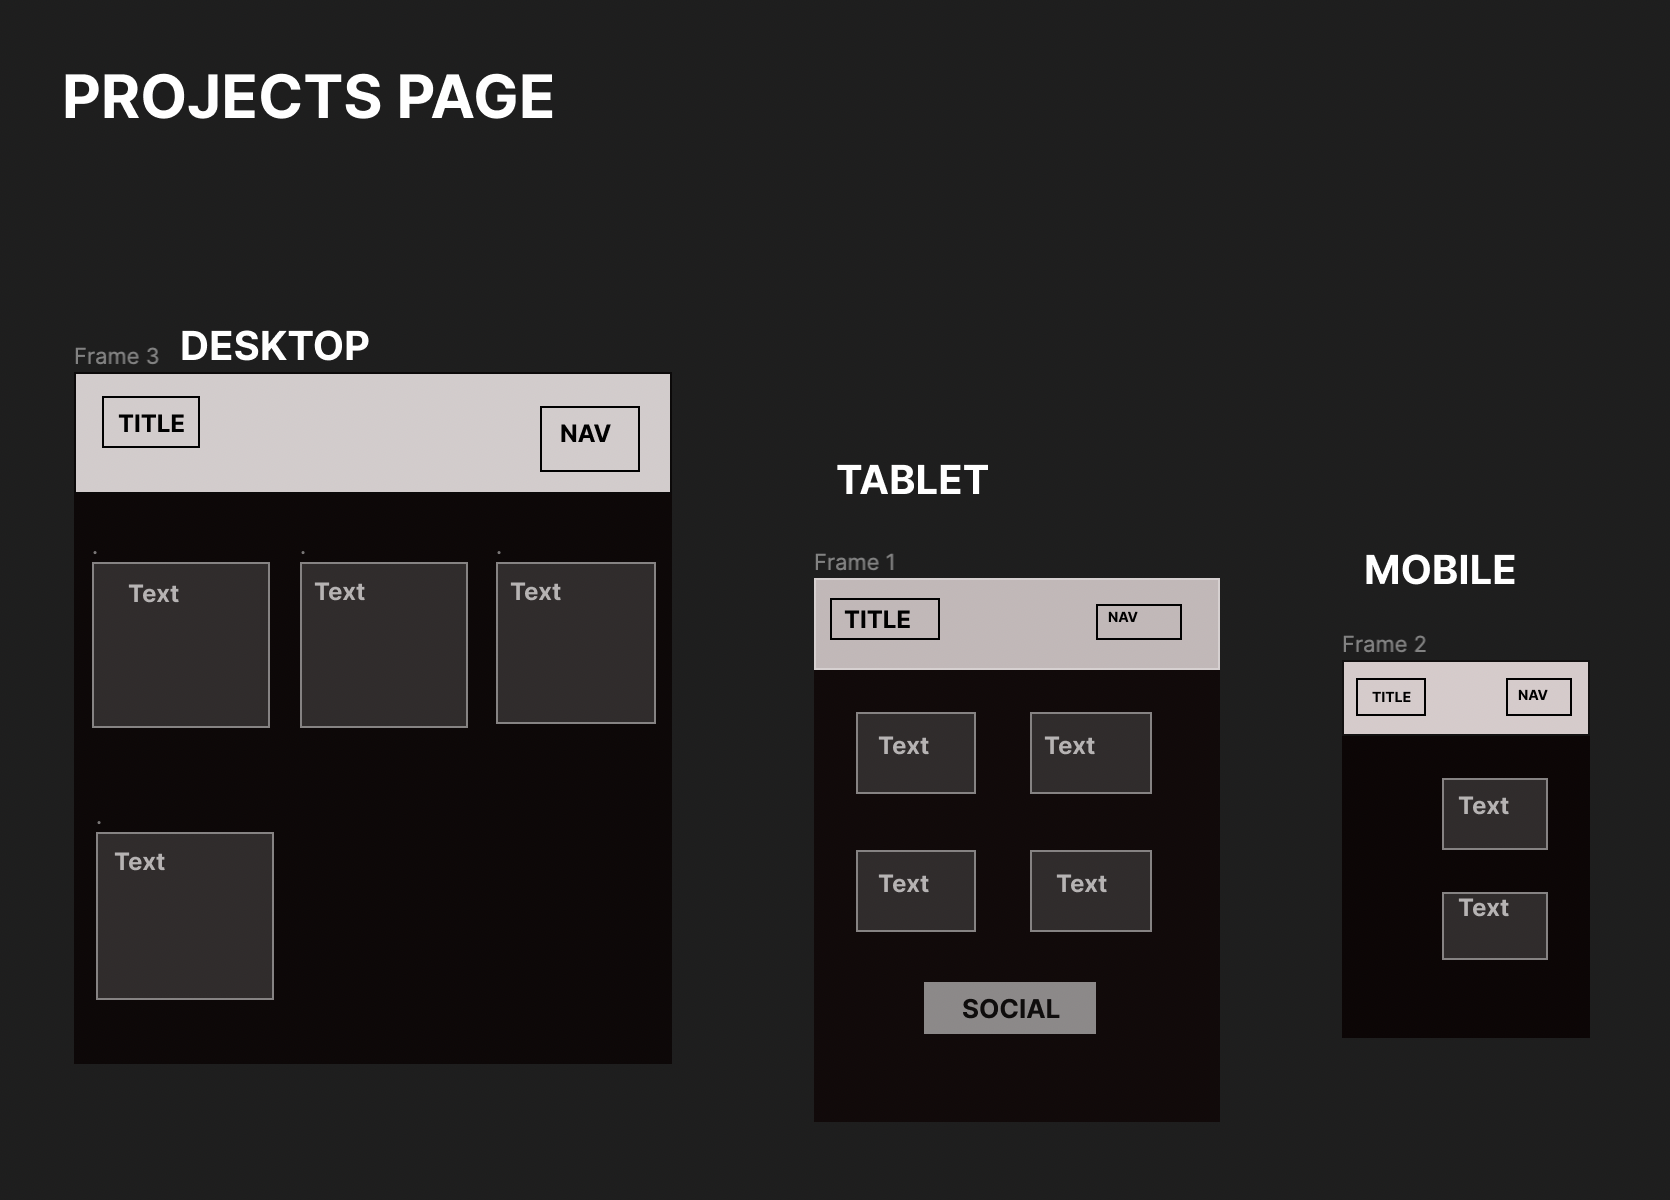 PROJECTS PAGE
Frame 3
DESKTOP
TITLE
NAV
Text
Text
Text
Text
TABLET
Frame 1
TITLE
NAV
Text
Text
Text
Text
SOCIAL
MOBILE
Frame 2
TITLE
NAV
Text
Text